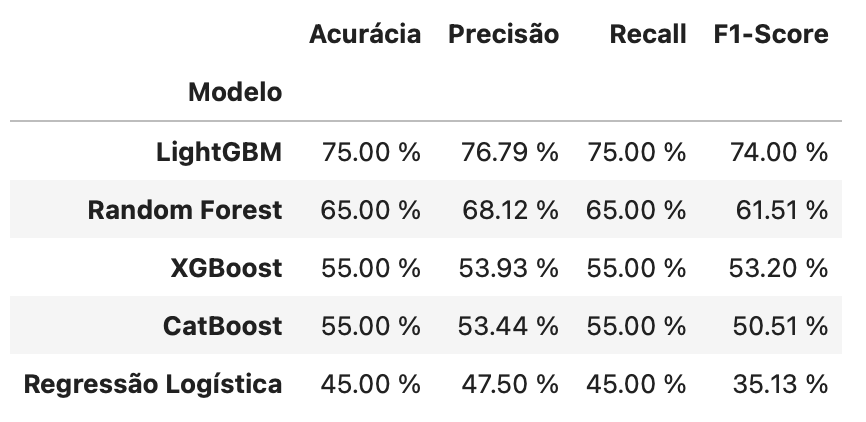 Acurácia Precisão Recall F1-Score
Modelo
LightGBM 75.00 % 76.79 % 75.00 % 74.00 %
Random Forest 65.00 % 68.12 % 65.00 % 61.51 %
XGBoost 55.00 % 53.93 % 55.00 % 53.20 %
CatBoost 55.00 % 53.44 % 55.00 % 50.51 %
Regressão Logística 45.00 % 47.50 % 45.00 % 35.13 %